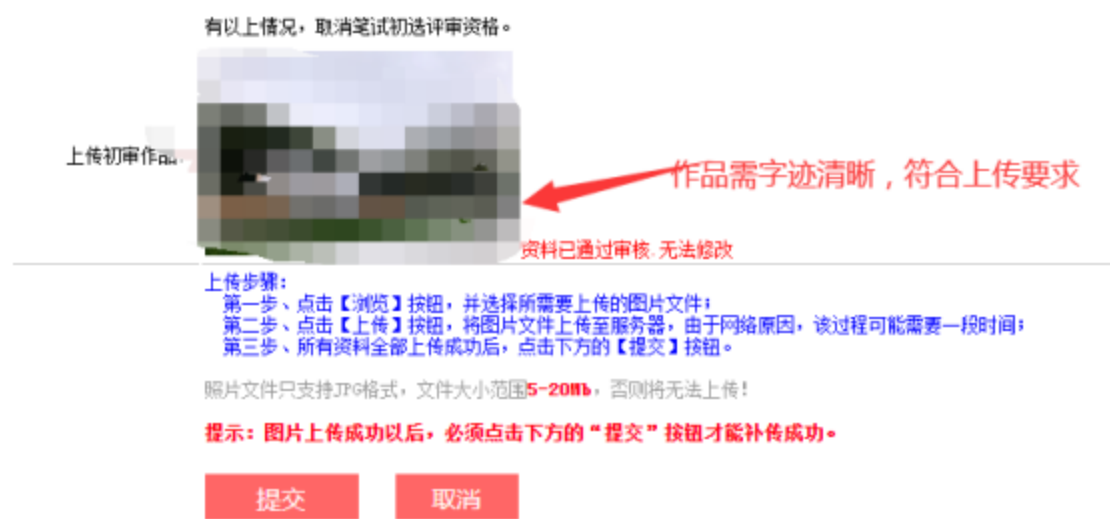 有以上情况，取消笔试初选评审资格。
上传初审作品:
作品需字迹清晰，符合上传要求
资料已通过审核,无法修改
上传步骤：
第一步、点击【浏览】按钮，并选择所需要上传的图片文件；
第二步、点击【上传】按钮，将图片文件上传至服务器，由于网络原因，该过程可能需要一段时间；
第三步、所有资料全部上传成功后，点击下方的【提交】按钮。
照片文件只支持JPG格式，文件大小范围5-20Mb，否则将无法上传！
提示：图片上传成功以后，必须点击下方的“提交”按钮才能补传成功。
提交 取消